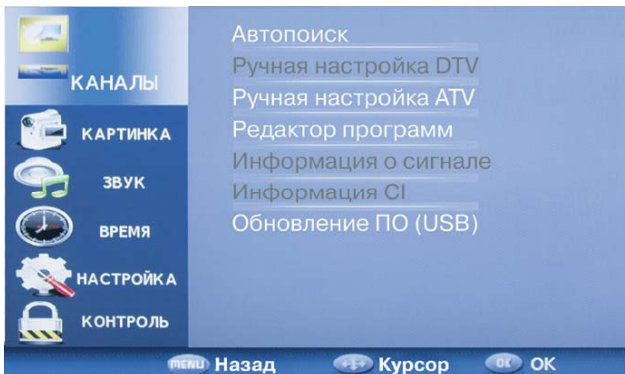 КАНАЛЫ
КАРТИНКА
ЗВУК
ВРЕМЯ
НАСТРОЙКА
КОНТРОЛЬ
Автопоиск
Ручная настройка DTV
Ручная настройка ATV
Редактор программ
Информация о сигнале
Информация CI
Обновление ПО (USB)
MENU Назад Курсор OK OK